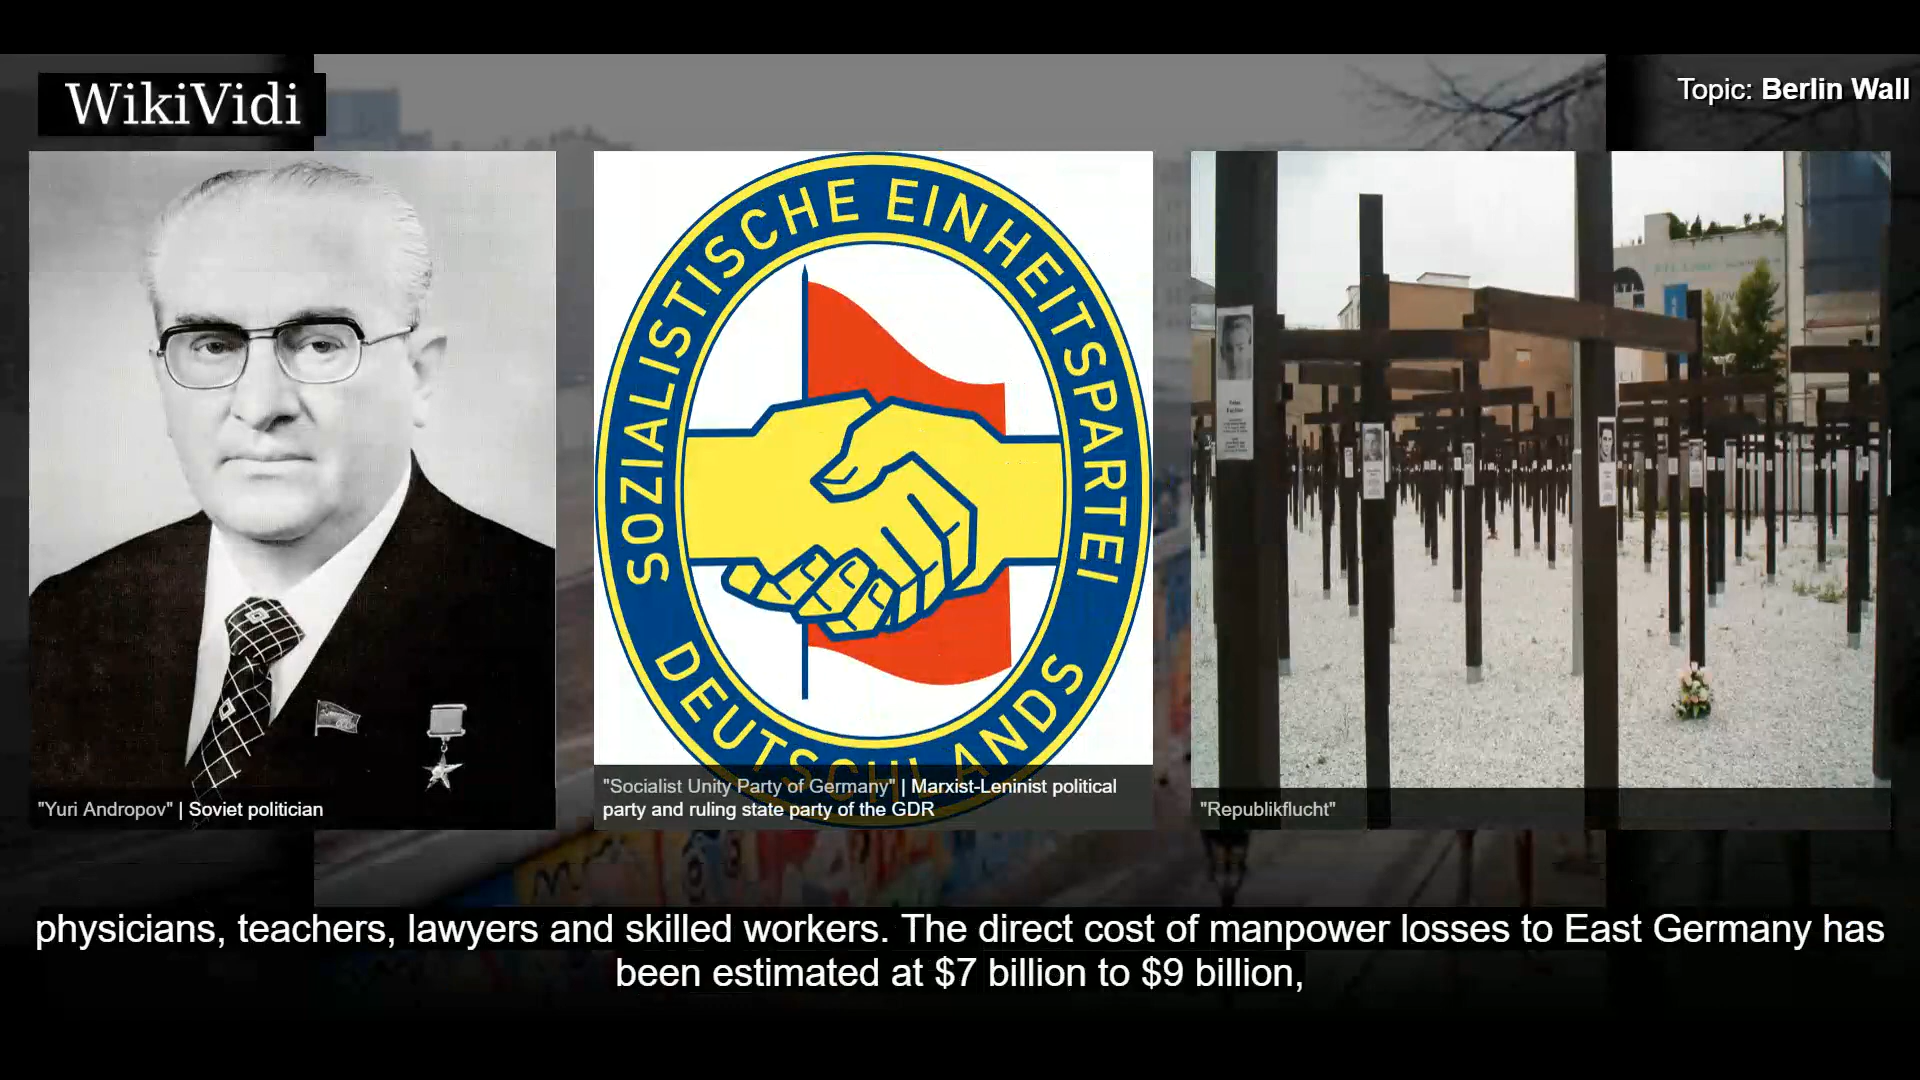 WikiVidi
Topic: Berlin Wall
SOZIALISTISCHE EINHEITSPARTEI
DEUTSCHLANDS
"Yuri Andropov" | Soviet politician
"Socialist Unity Party of Germany" | Marxist-Leninist political
party and ruling state party of the GDR
"Republikflucht"
physicians, teachers, lawyers and skilled workers. The direct cost of manpower losses to East Germany has
been estimated at $7 billion to $9 billion,